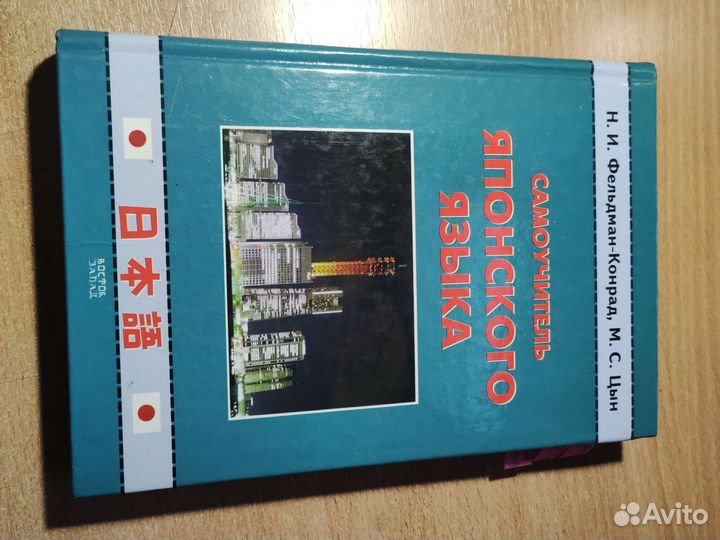 Н. И. Фельдман-Конрад, М. С. Цын
САМОУЧИТЕЛЬ
ЯПОНСКОГО
ЯЗЫКА
日本語
ВОСТОК
ЗАПАД
Avito